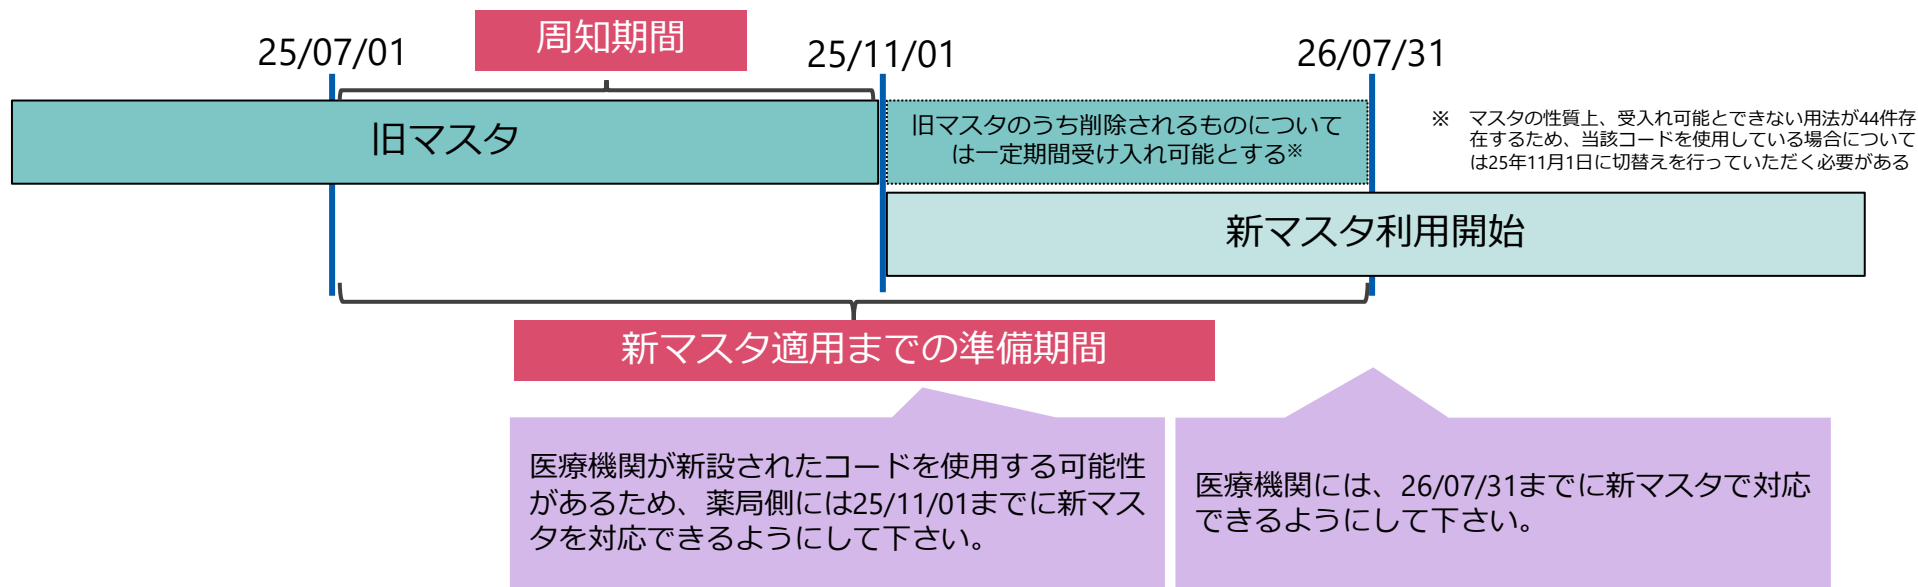 周知期間
25/07/01
25/11/01
26/07/31
旧マスタ
旧マスタのうち削除されるものについて
は一定期間受け入れ可能とする※
※ マスタの性質上、受入れ可能とできない用法が44件存
在するため、当該コードを使用している場合について
は25年11月1日に切替えを行っていただく必要がある
新マスタ利用開始
新マスタ適用までの準備期間
医療機関が新設されたコードを使用する可能性
があるため、薬局側には25/11/01までに新マス
タを対応できるようにして下さい。
医療機関には、26/07/31までに新マスタで対応
できるようにして下さい。